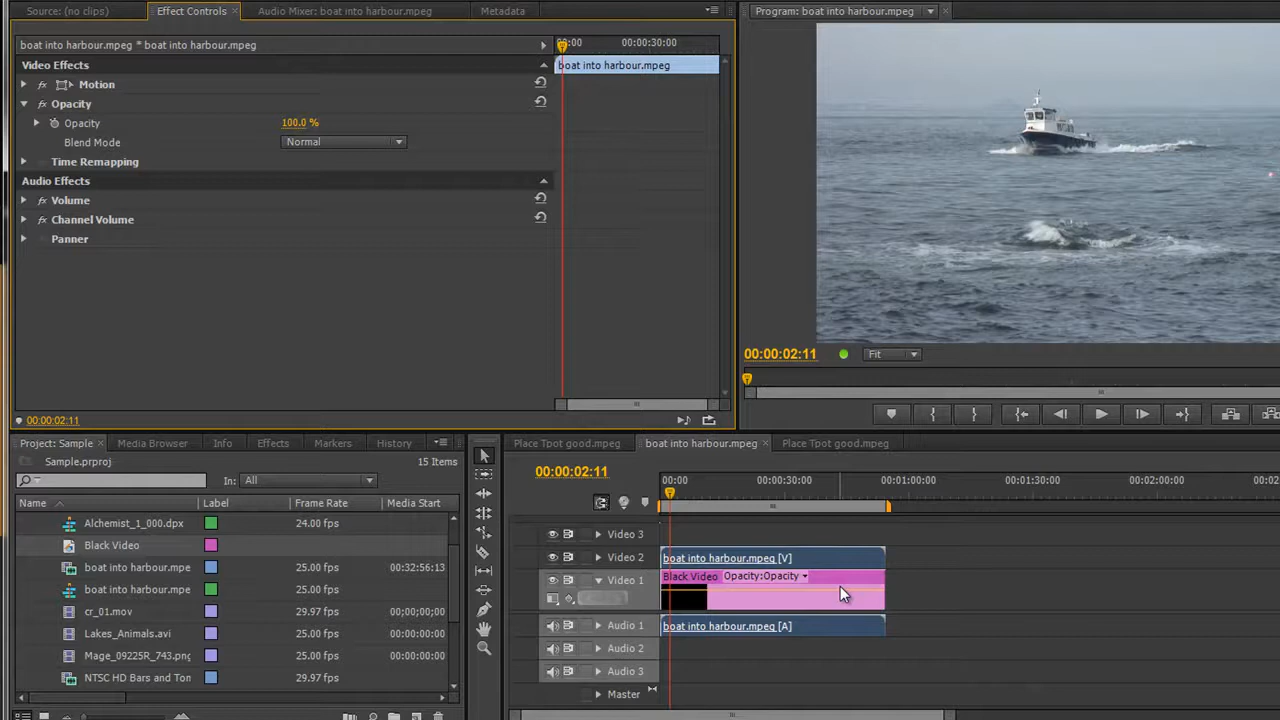 Source: (no clips)
Effect Controls
Audio Mixer: boat into harbour.mpeg
Metadata
Program: boat into harbour.mpeg
boat into harbour.mpeg * boat into harbour.mpeg
00:00
00:00:30:00
Video Effects
boat into harbour.mpeg
fx Motion
fx Opacity
Opacity
100.0 %
Blend Mode
Normal
Time Remapping
Audio Effects
fx Volume
fx Channel Volume
Panner
00:00:02:11
Fit
00:00:02:11
Project: Sample
Media Browser
Info
Effects
Markers
History
Place Tpot good.mpeg
boat into harbour.mpeg
Place Tpot good.mpeg
Sample.prproj
15 Items
In:
All
00:00:02:11
00:00
00:00:30:00
00:01:00:00
00:01:30:00
00:02:00:00
00:02
Name
Label
Frame Rate
Media Start
Alchemist_1_000.dpx
24.00 fps
Black Video
boat into harbour.mpe
25.00 fps
00:32:56:13
boat into harbour.mpe
25.00 fps
cr_01.mov
29.97 fps
00;00;00;00
Lakes_Animals.avi
25.00 fps
00:00:00:00
Mage_09225R_743.png
25.00 fps
00:00:00:00
NTSC HD Bars and Ton
29.97 fps
Video 3
Video 2
boat into harbour.mpeg [V]
Video 1
Black Video
Opacity:Opacity
Audio 1
boat into harbour.mpeg [A]
Audio 2
Audio 3
Master